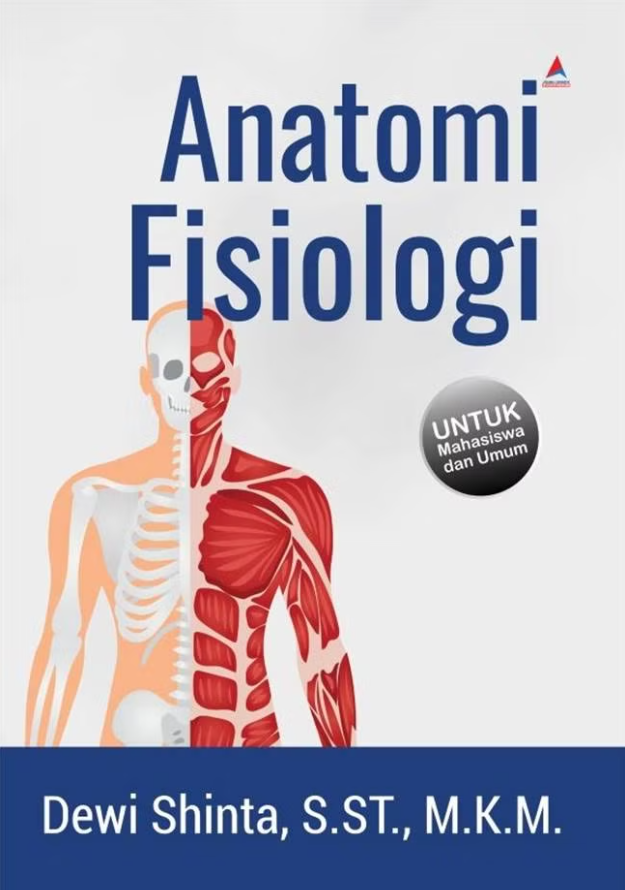 Anatomi
Fisiologi
UNTUK
Mahasiswa
dan Umum
Dewi Shinta, S.ST., M.K.M.